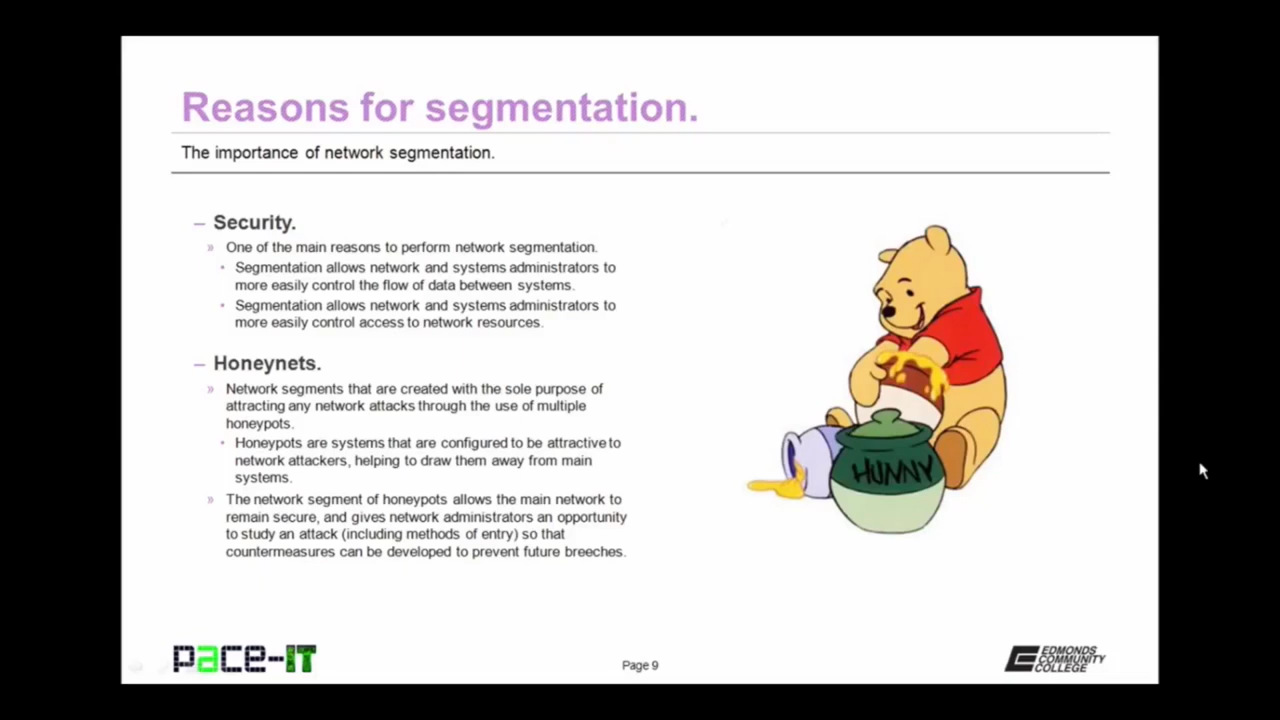 Reasons for segmentation.
The importance of network segmentation.
– Security.
» One of the main reasons to perform network segmentation.
• Segmentation allows network and systems administrators to
more easily control the flow of data between systems.
• Segmentation allows network and systems administrators to
more easily control access to network resources.
– Honeynets.
» Network segments that are created with the sole purpose of
attracting any network attacks through the use of multiple
honeypots.
• Honeypots are systems that are configured to be attractive to
network attackers, helping to draw them away from main
systems.
» The network segment of honeypots allows the main network to
remain secure, and gives network administrators an opportunity
to study an attack (including methods of entry) so that
countermeasures can be developed to prevent future breeches.
HUNNY
pace-IT
Page 9
EDMONDS
COMMUNITY
COLLEGE